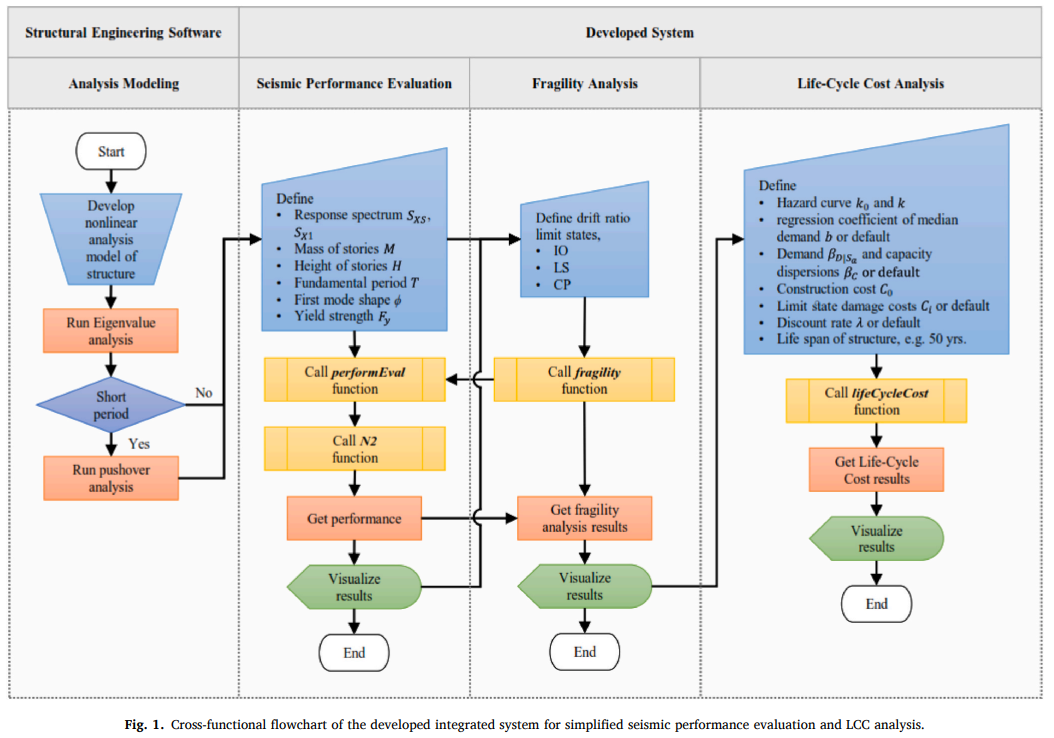 Structural Engineering Software
Developed System
Analysis Modeling
Seismic Performance Evaluation
Fragility Analysis
Life-Cycle Cost Analysis
Start
Develop
nonlinear
analysis
model of
structure
Run Eigenvalue
analysis
Short
period
No
Yes
Run pushover
analysis
Define
• Response spectrum S_XS,
S_X1
• Mass of stories M
• Height of stories H
• Fundamental period T
• First mode shape ϕ
• Yield strength F_y
Call performEval
function
Call N2
function
Get performance
Visualize
results
End
Define drift ratio
limit states,
• IO
• LS
• CP
Call fragility
function
Get fragility
analysis results
Visualize
results
End
Define
• Hazard curve k_0 and k
• regression coefficient of median
demand b or default
• Demand β_D|S_a and capacity
dispersions β_C or default
• Construction cost C_0
• Limit state damage costs C_i or default
• Discount rate λ or default
• Life span of structure, e.g. 50 yrs.
Call lifeCycleCost
function
Get Life-Cycle
Cost results
Visualize
results
End
Fig. 1. Cross-functional flowchart of the developed integrated system for simplified seismic performance evaluation and LCC analysis.